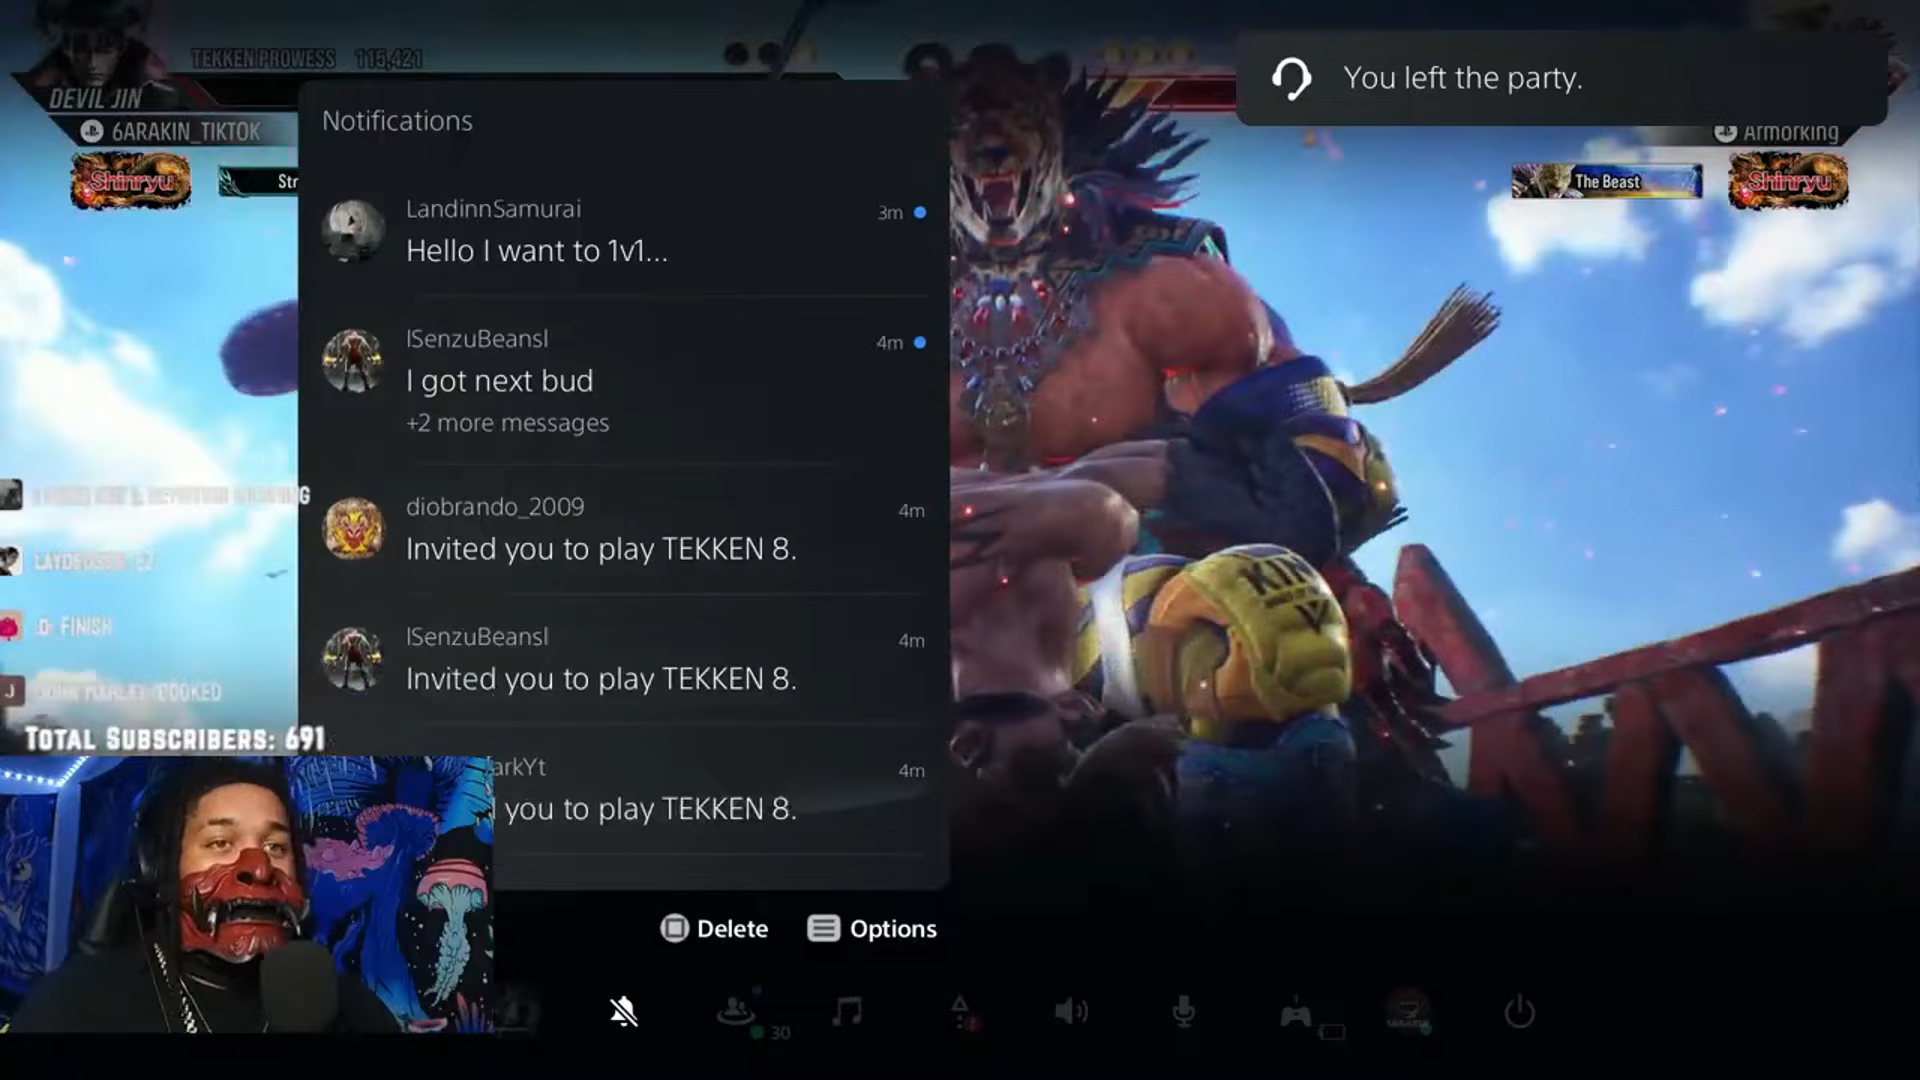 TEKKEN PROWESS 115,421
DEVIL JIN
6ARAKIN_TIKTOK
Shinryu
Str
You left the party.
Armorking
The Beast
Shinryu
Notifications
LandinnSamurai
3m
Hello I want to 1v1...
ISenzuBeansI
4m
I got next bud
+2 more messages
diobrando_2009
4m
Invited you to play TEKKEN 8.
ISenzuBeansI
4m
Invited you to play TEKKEN 8.
arkYt
4m
you to play TEKKEN 8.
FINISH
COOKED
TOTAL SUBSCRIBERS: 691
KIN
Delete
Options
30